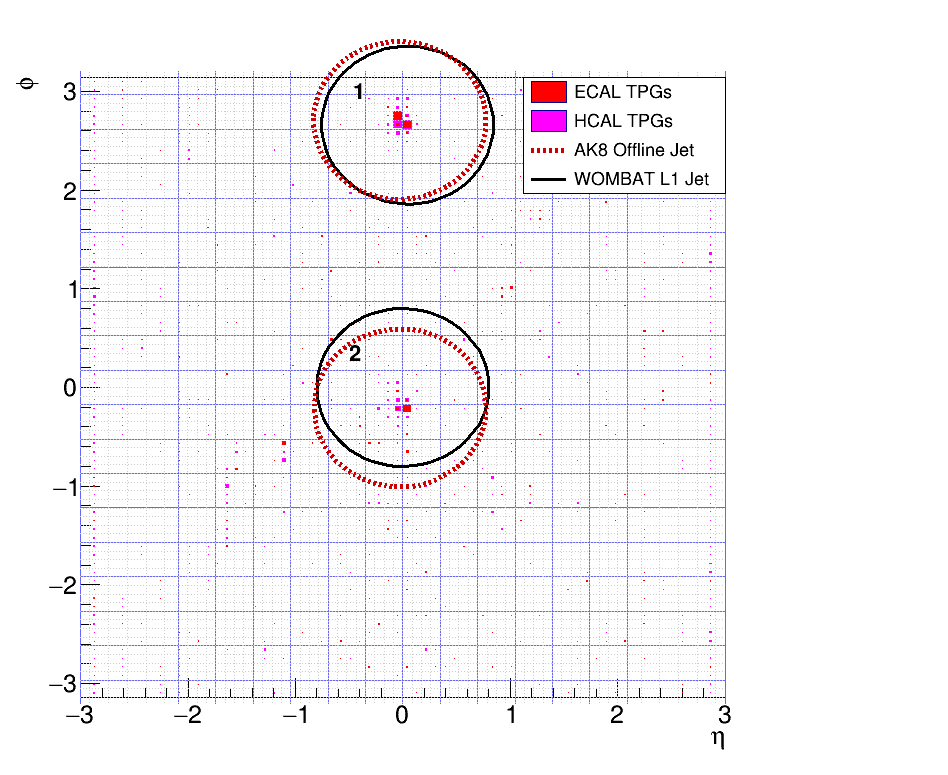 ϕ
3
2
1
0
−1
−2
−3
−3 −2 −1 0 1 2 3
η
1
2
ECAL TPGs
HCAL TPGs
AK8 Offline Jet
WOMBAT L1 Jet